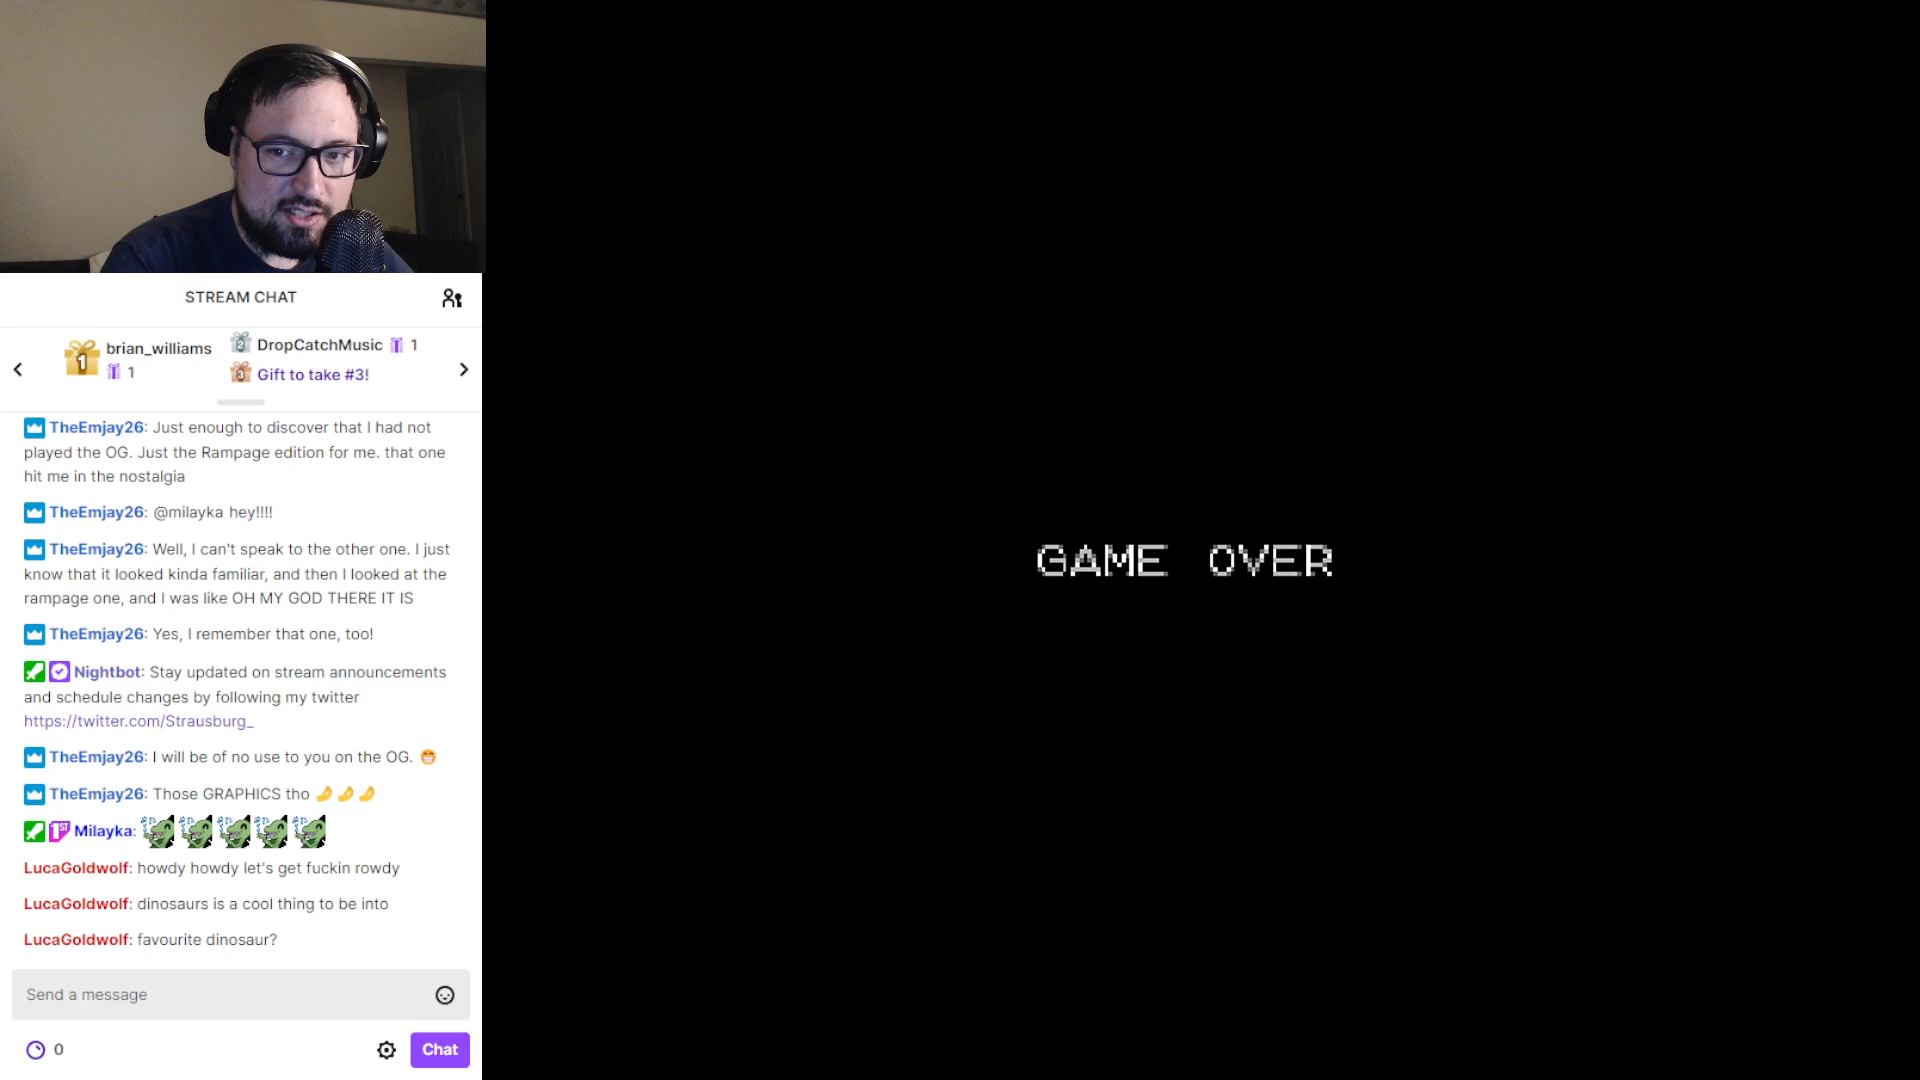 STREAM CHAT
1 brian_williams
1
2 DropCatchMusic 1
3 Gift to take #3!
TheEmjay26: Just enough to discover that I had not
played the OG. Just the Rampage edition for me. that one
hit me in the nostalgia
TheEmjay26: @milayka hey!!!!
TheEmjay26: Well, I can't speak to the other one. I just
know that it looked kinda familiar, and then I looked at the
rampage one, and I was like OH MY GOD THERE IT IS
TheEmjay26: Yes, I remember that one, too!
Nightbot: Stay updated on stream announcements
and schedule changes by following my twitter
https://twitter.com/Strausburg_
TheEmjay26: I will be of no use to you on the OG. 😁
TheEmjay26: Those GRAPHICS tho 🤌🤌🤌
1ST Milayka:
LucaGoldwolf: howdy howdy let's get fuckin rowdy
LucaGoldwolf: dinosaurs is a cool thing to be into
LucaGoldwolf: favourite dinosaur?
Send a message
0
Chat
GAME OVER